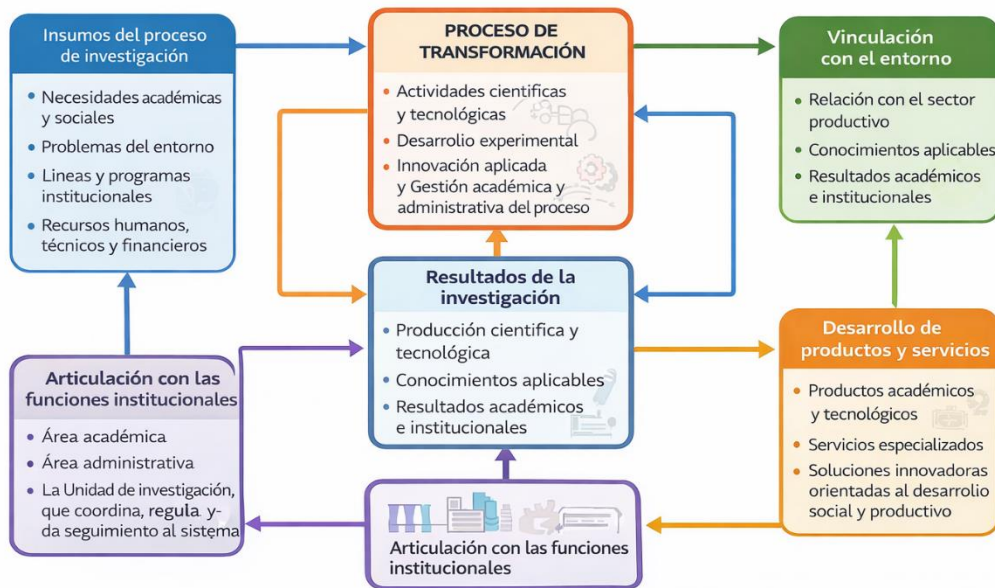 Insumos del proceso
de investigación
• Necesidades académicas
y sociales
• Problemas del entorno
• Lineas y programas
institucionales
• Recursos humanos,
técnicos y financieros
PROCESO DE
TRANSFORMACIÓN
• Actividades cientificas
y tecnológicas
• Desarrollo experimental
• Innovación aplicada
y Gestión académica y
administrativa del proceso
Vinculación
con el entorno
• Relación con el sector
productivo
• Conocimientos aplicables
• Resultados académicos
e institucionales
Articulación con las
funciones institucionales
• Área académica
• Área administrativa
• La Unidad de investigación,
que coordina, regula. y-
da seguimiento al sistema
Resultados de la
investigación
• Producción cientifica y
tecnológica
• Conocimientos aplicables
• Resultados académicos
e institucionales
Desarrollo de
productos y servicios
• Productos académicos
y tecnológicos
• Servicios especializados
• Soluciones innovadoras
orientadas al desarrollo
social y productivo
Articulación con las funciones
institucionales